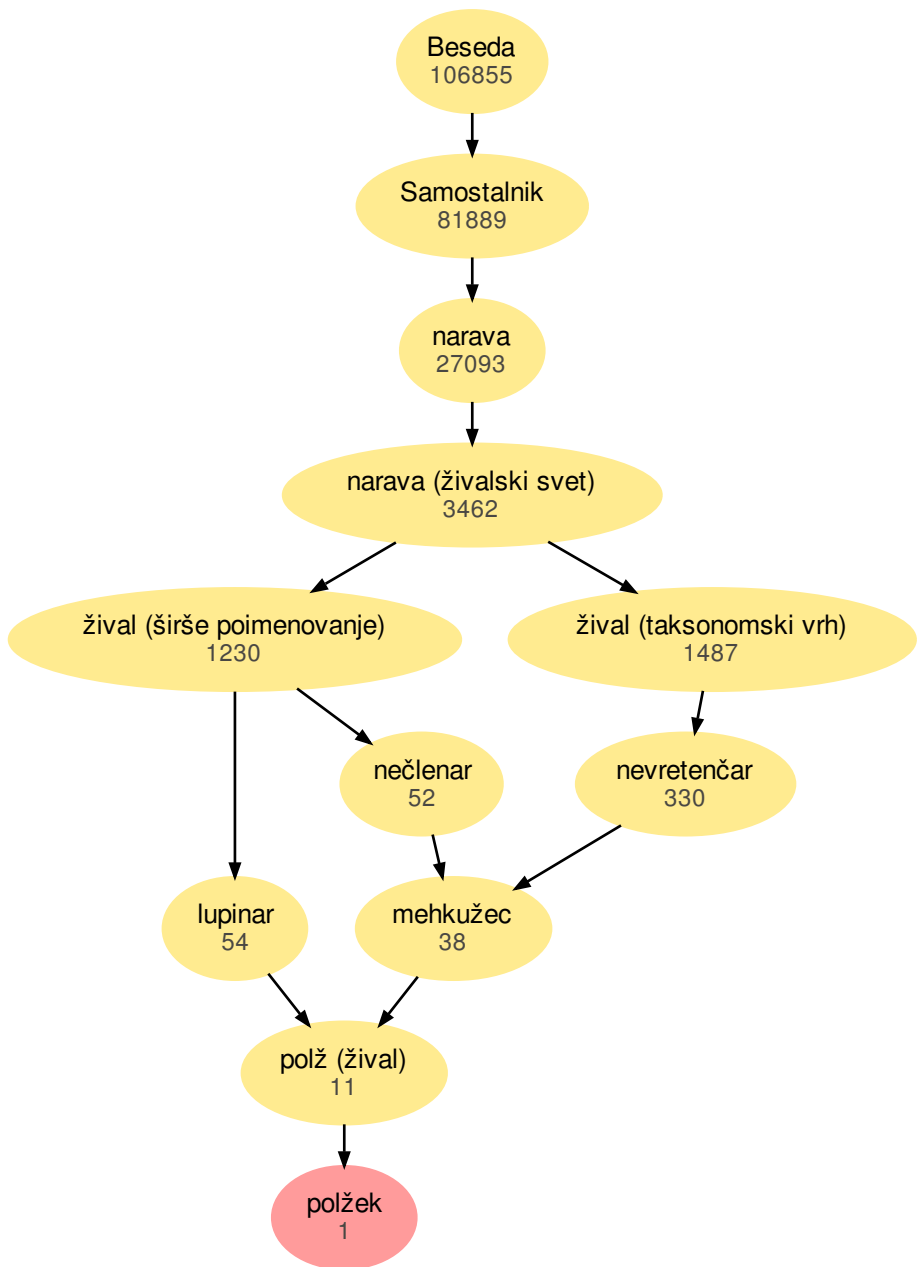 Beseda
106855
Samostalnik
81889
narava
27093
narava (živalski svet)
3462
žival (širše poimenovanje)
1230
žival (taksonomski vrh)
1487
nečlenar
52
nevretenčar
330
lupinar
54
mehkužec
38
polž (žival)
11
polžek
1